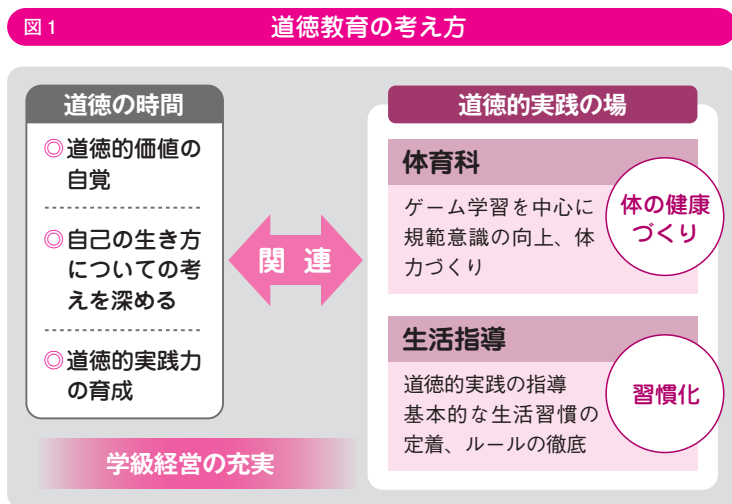 図1
道徳教育の考え方
道徳の時間
◎道徳的価値の
自覚
◎自己の生き方
についての考
えを深める
◎道徳的実践力
の育成
関 連
学級経営の充実
道徳的実践の場
体育科
ゲーム学習を中心に
規範意識の向上、体
力づくり
体の健康
づくり
生活指導
道徳的実践の指導
基本的な生活習慣の
定着、ルールの徹底
習慣化